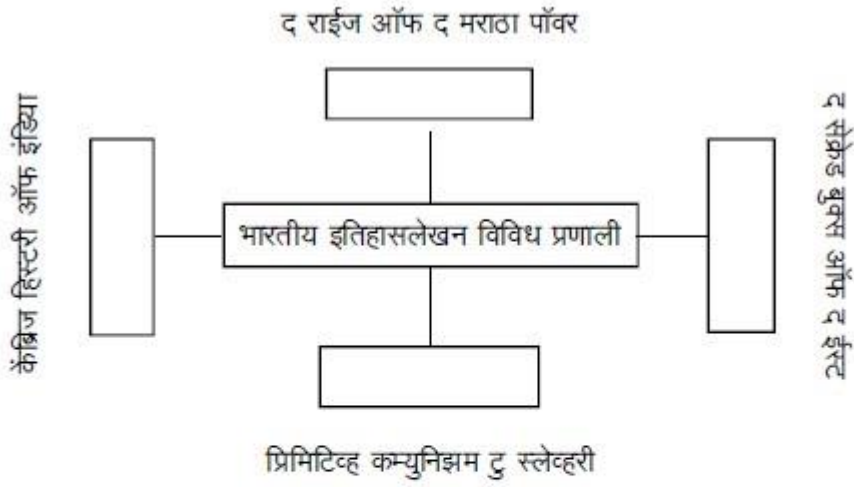 द राईज ऑफ द मराठा पॉवर
केंब्रिज हिस्टरी ऑफ इंडिया
भारतीय इतिहासलेखन विविध प्रणाली
द सेक्रेड बुक्स ऑफ द ईस्ट
प्रिमिटिव्ह कम्युनिझम टु स्लेव्हरी